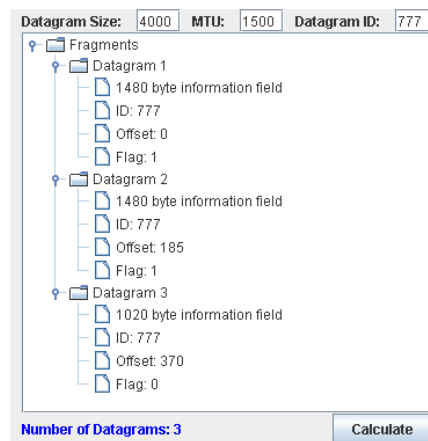 Datagram Size: 4000 MTU: 1500 Datagram ID: 777
Fragments
Datagram 1
1480 byte information field
ID: 777
Offset: 0
Flag: 1
Datagram 2
1480 byte information field
ID: 777
Offset: 185
Flag: 1
Datagram 3
1020 byte information field
ID: 777
Offset: 370
Flag: 0
Number of Datagrams: 3 Calculate